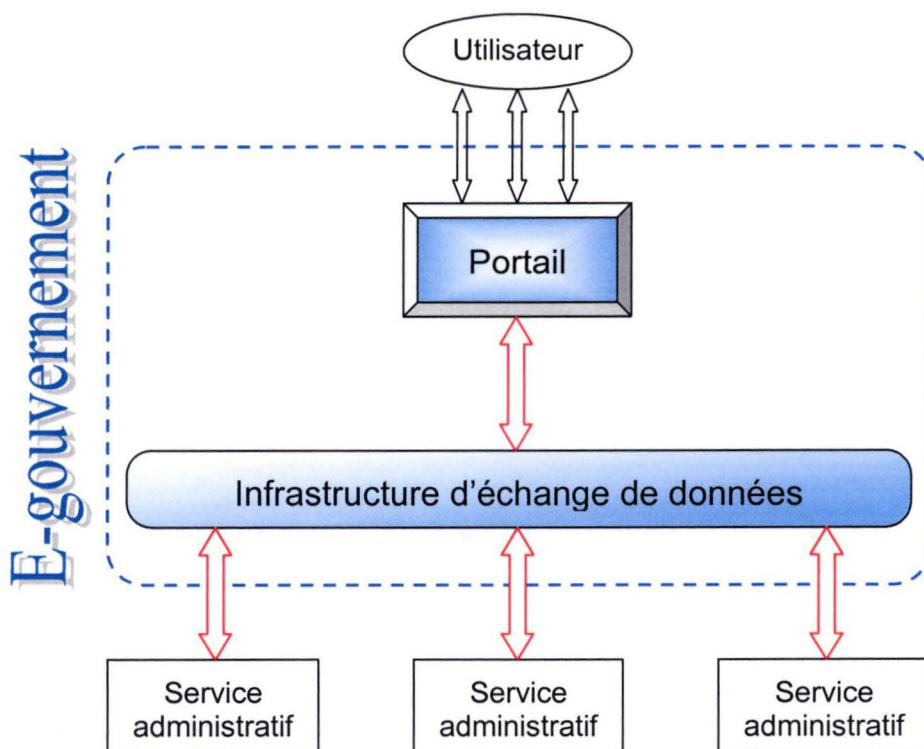 Utilisateur
E-gouvernement
Portail
Infrastructure d'échange de données
Service
administratif
Service
administratif
Service
administratif